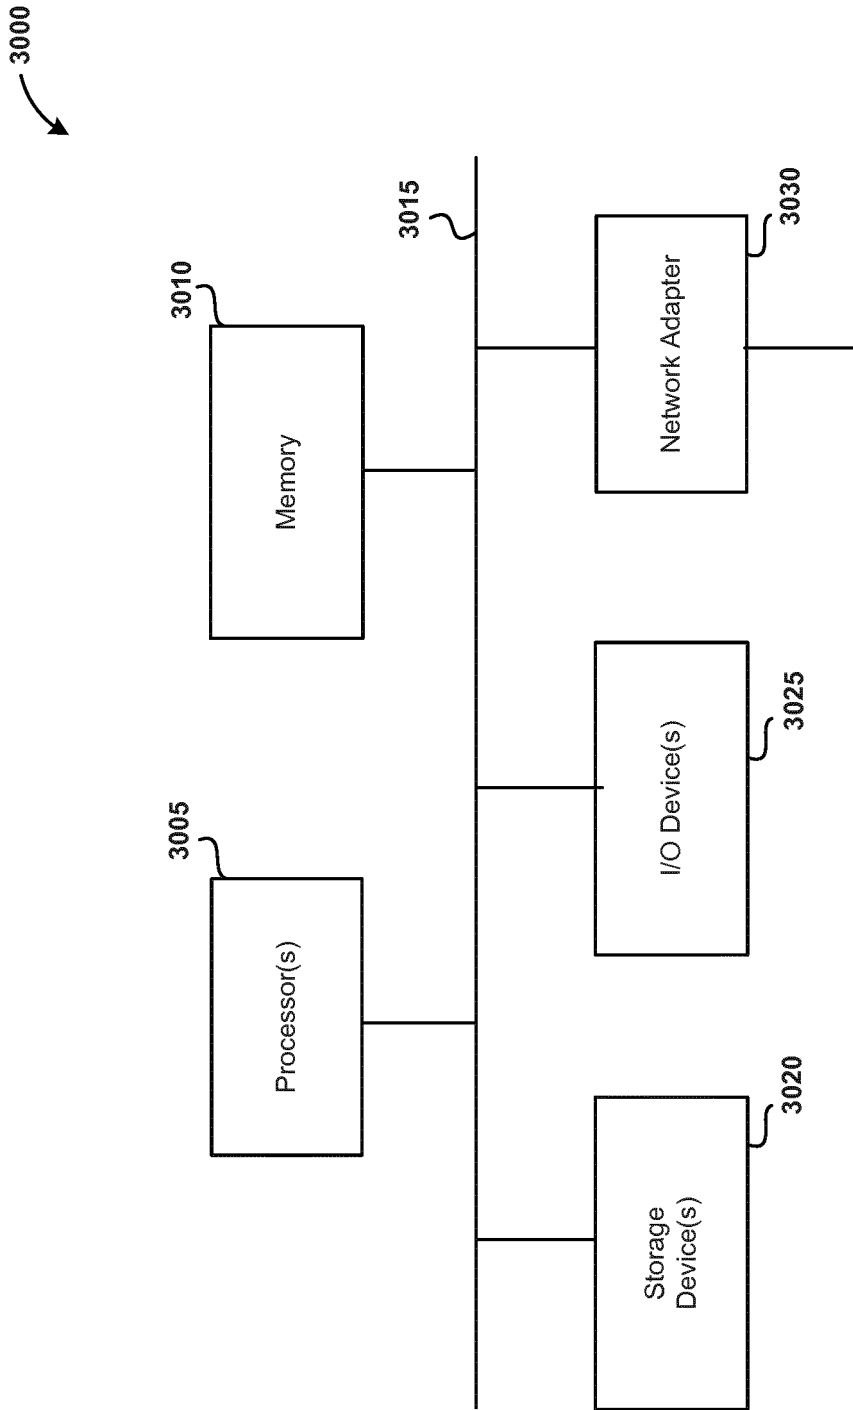 3000
3005
Processor(s)
3010
Memory
3015
Storage
Device(s)
3020
I/O Device(s)
3025
Network Adapter
3030